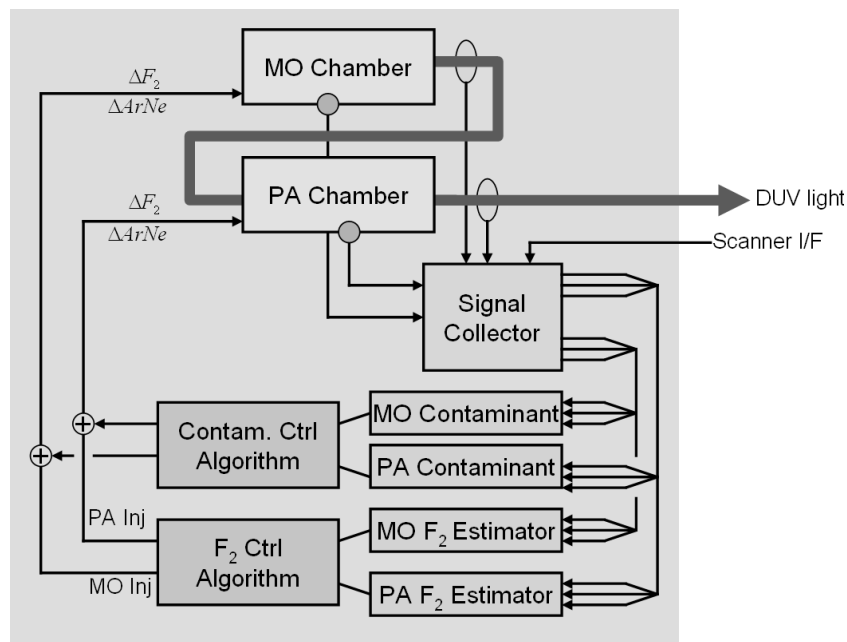 MO Chamber
ΔF₂
ΔArNe
PA Chamber
ΔF₂
ΔArNe
DUV light
Scanner I/F
Signal
Collector
MO Contaminant
Contam. Ctrl
Algorithm
PA Contaminant
PA Inj
MO F₂ Estimator
F₂ Ctrl
Algorithm
MO Inj
PA F₂ Estimator